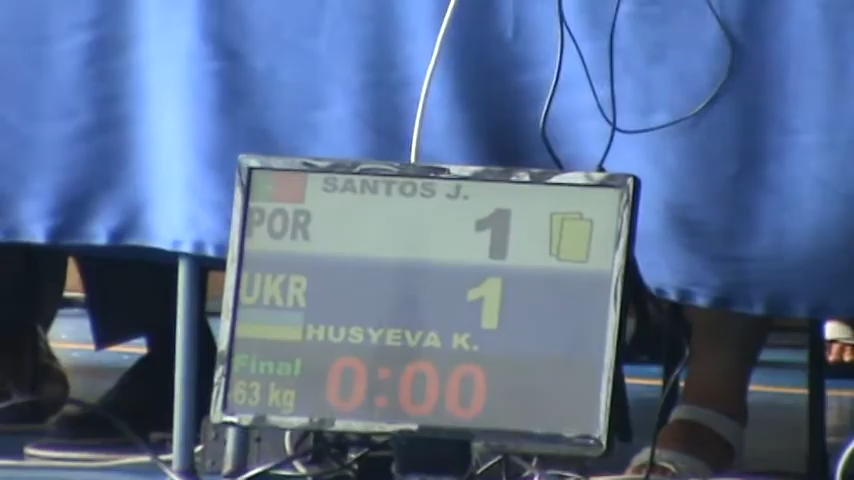 SANTOS J.
POR 1
UKR 1
HUSYEVA K.
Final
63 kg 0:00